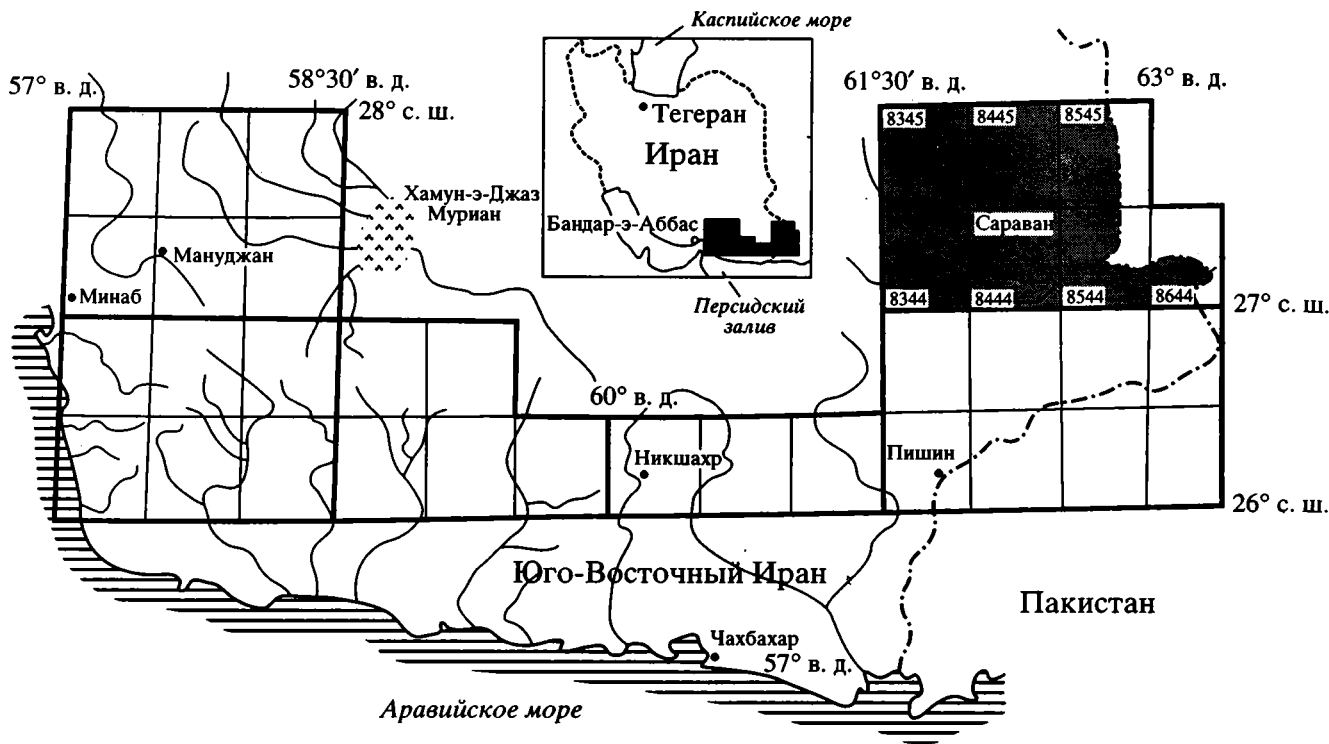 Каспийское море
57° в. д.
58°30′ в. д.
61°30′ в. д.
63° в. д.
28° с. ш.
Тегеран
Иран
8345
8445
8545
Хамун-э-Джаз
Муриан
Бандар-э-Аббас
Сараван
Мануджан
Минаб
Персидский
залив
8344
8444
8544
8644
27° с. ш.
60° в. д.
Никшахр
Пишин
26° с. ш.
Юго-Восточный Иран
Пакистан
Чахбахар
57° в. д.
Аравийское море